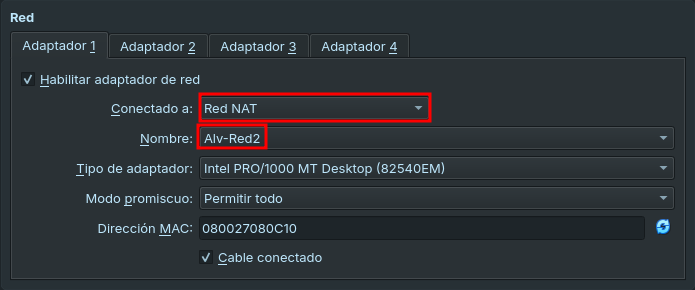 Red
Adaptador 1 Adaptador 2 Adaptador 3 Adaptador 4
Habilitar adaptador de red
Conectado a: Red NAT
Nombre: Alv-Red2
Tipo de adaptador: Intel PRO/1000 MT Desktop (82540EM)
Modo promiscuo: Permitir todo
Dirección MAC: 080027080C10
Cable conectado